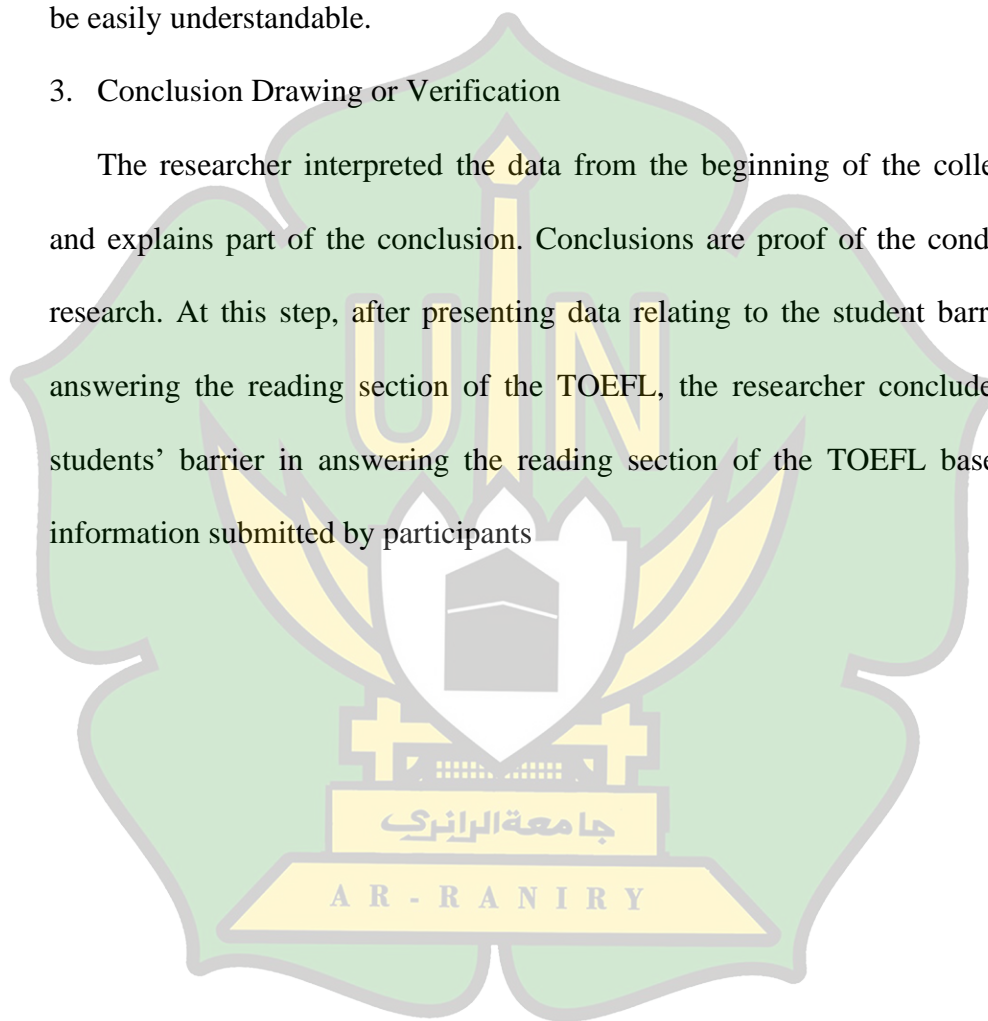 be easily understandable.
3. Conclusion Drawing or Verification
The researcher interpreted the data from the beginning of the colle
and explains part of the conclusion. Conclusions are proof of the cond
research. At this step, after presenting data relating to the student barr
answering the reading section of the TOEFL, the researcher conclude
students’ barrier in answering the reading section of the TOEFL base
information submitted by participants
UIN
جامعةالرانري
AR-RANIRY